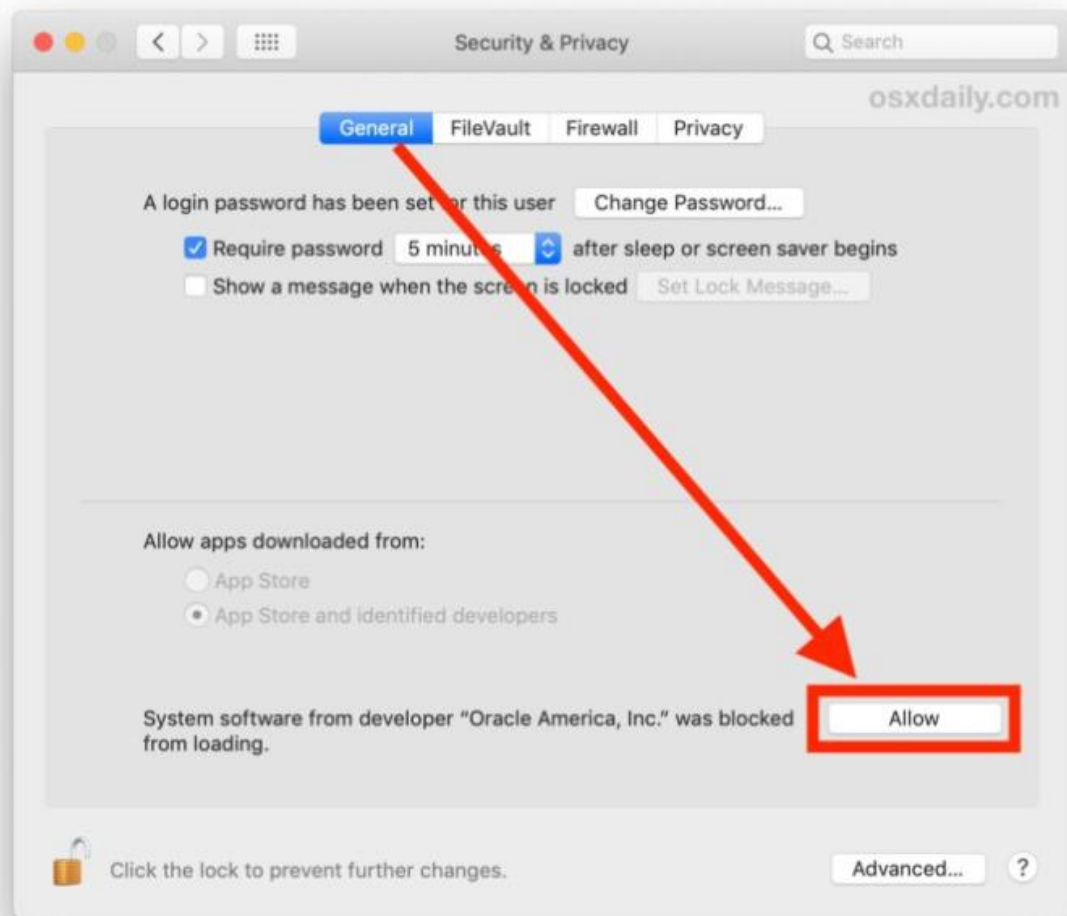 Security & Privacy
Search
osxdaily.com
General FileVault Firewall Privacy
A login password has been set for this user Change Password...
Require password 5 minutes after sleep or screen saver begins
Show a message when the screen is locked Set Lock Message...
Allow apps downloaded from:
App Store
App Store and identified developers
System software from developer “Oracle America, Inc.” was blocked Allow
from loading.
Click the lock to prevent further changes. Advanced... ?